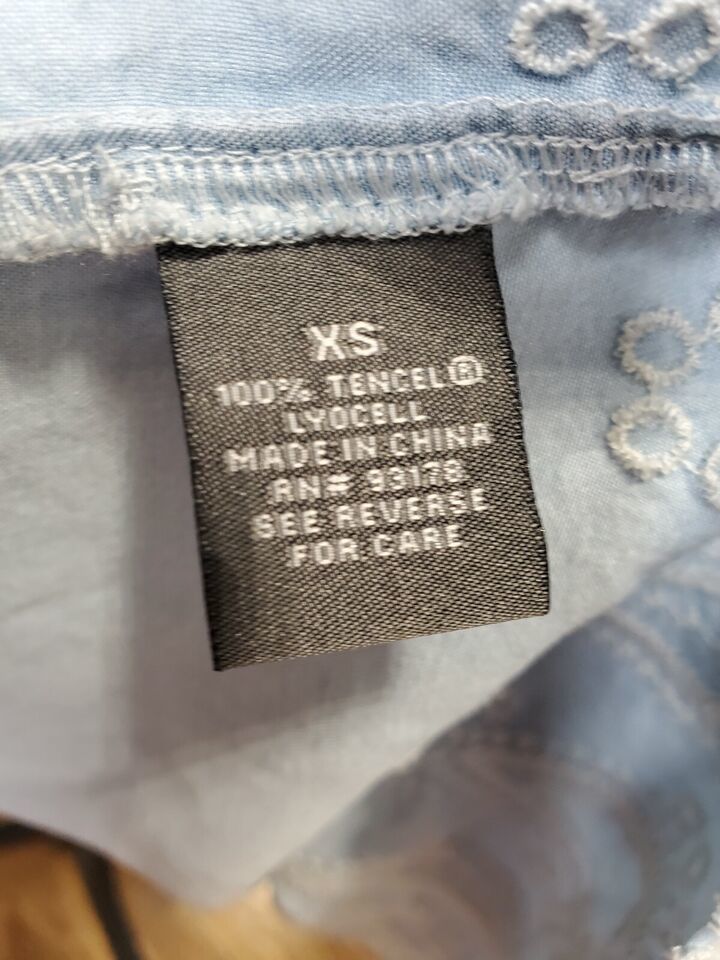 XS
100% TENCEL®
LYOCELL
MADE IN CHINA
RN# 93178
SEE REVERSE
FOR CARE